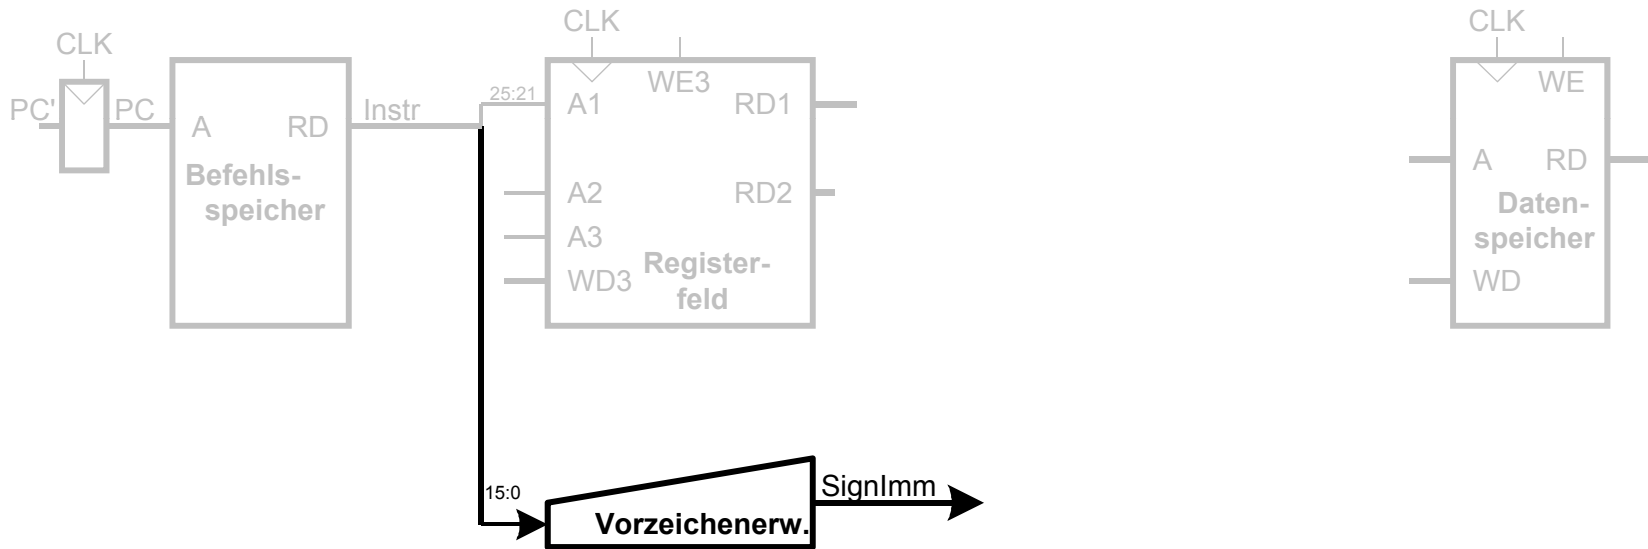 CLK
PC'
PC
A
RD
Befehls-
speicher
Instr
25:21
CLK
WE3
A1
RD1
A2
RD2
A3
WD3
Register-
feld
CLK
WE
A
RD
Daten-
speicher
WD
15:0
Vorzeichenerw.
SignImm